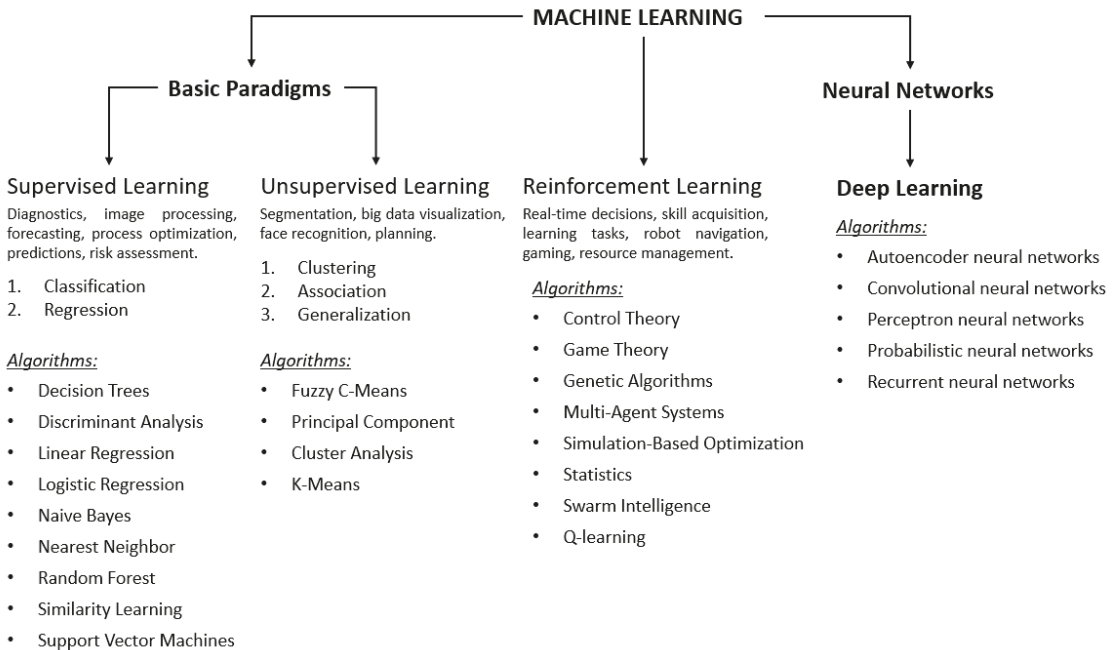 MACHINE LEARNING
Basic Paradigms
Neural Networks
Supervised Learning
Diagnostics, image processing,
forecasting, process optimization,
predictions, risk assessment.
1. Classification
2. Regression
Algorithms:
• Decision Trees
• Discriminant Analysis
• Linear Regression
• Logistic Regression
• Naive Bayes
• Nearest Neighbor
• Random Forest
• Similarity Learning
• Support Vector Machines
Unsupervised Learning
Segmentation, big data visualization,
face recognition, planning.
1. Clustering
2. Association
3. Generalization
Algorithms:
• Fuzzy C-Means
• Principal Component
• Cluster Analysis
• K-Means
Reinforcement Learning
Real-time decisions, skill acquisition,
learning tasks, robot navigation,
gaming, resource management.
Algorithms:
• Control Theory
• Game Theory
• Genetic Algorithms
• Multi-Agent Systems
• Simulation-Based Optimization
• Statistics
• Swarm Intelligence
• Q-learning
Deep Learning
Algorithms:
• Autoencoder neural networks
• Convolutional neural networks
• Perceptron neural networks
• Probabilistic neural networks
• Recurrent neural networks